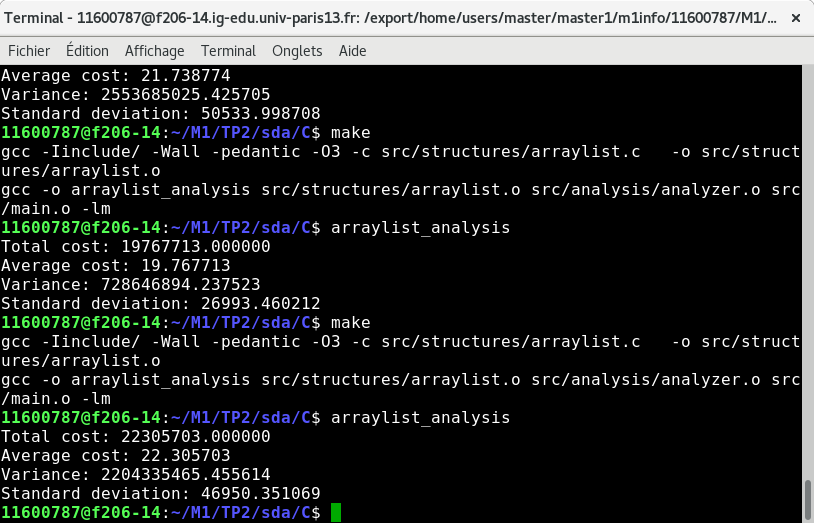 Terminal - 11600787@f206-14.ig-edu.univ-paris13.fr: /export/home/users/master/master1/m1info/11600787/M1/... ×
Fichier Édition Affichage Terminal Onglets Aide
Average cost: 21.738774
Variance: 2553685025.425705
Standard deviation: 50533.998708
11600787@f206-14:~/M1/TP2/sda/C$ make
gcc -Iinclude/ -Wall -pedantic -O3 -c src/structures/arraylist.c   -o src/struct
ures/arraylist.o
gcc -o arraylist_analysis src/structures/arraylist.o src/analysis/analyzer.o src
/main.o -lm
11600787@f206-14:~/M1/TP2/sda/C$ arraylist_analysis
Total cost: 19767713.000000
Average cost: 19.767713
Variance: 728646894.237523
Standard deviation: 26993.460212
11600787@f206-14:~/M1/TP2/sda/C$ make
gcc -Iinclude/ -Wall -pedantic -O3 -c src/structures/arraylist.c   -o src/struct
ures/arraylist.o
gcc -o arraylist_analysis src/structures/arraylist.o src/analysis/analyzer.o src
/main.o -lm
11600787@f206-14:~/M1/TP2/sda/C$ arraylist_analysis
Total cost: 22305703.000000
Average cost: 22.305703
Variance: 2204335465.455614
Standard deviation: 46950.351069
11600787@f206-14:~/M1/TP2/sda/C$